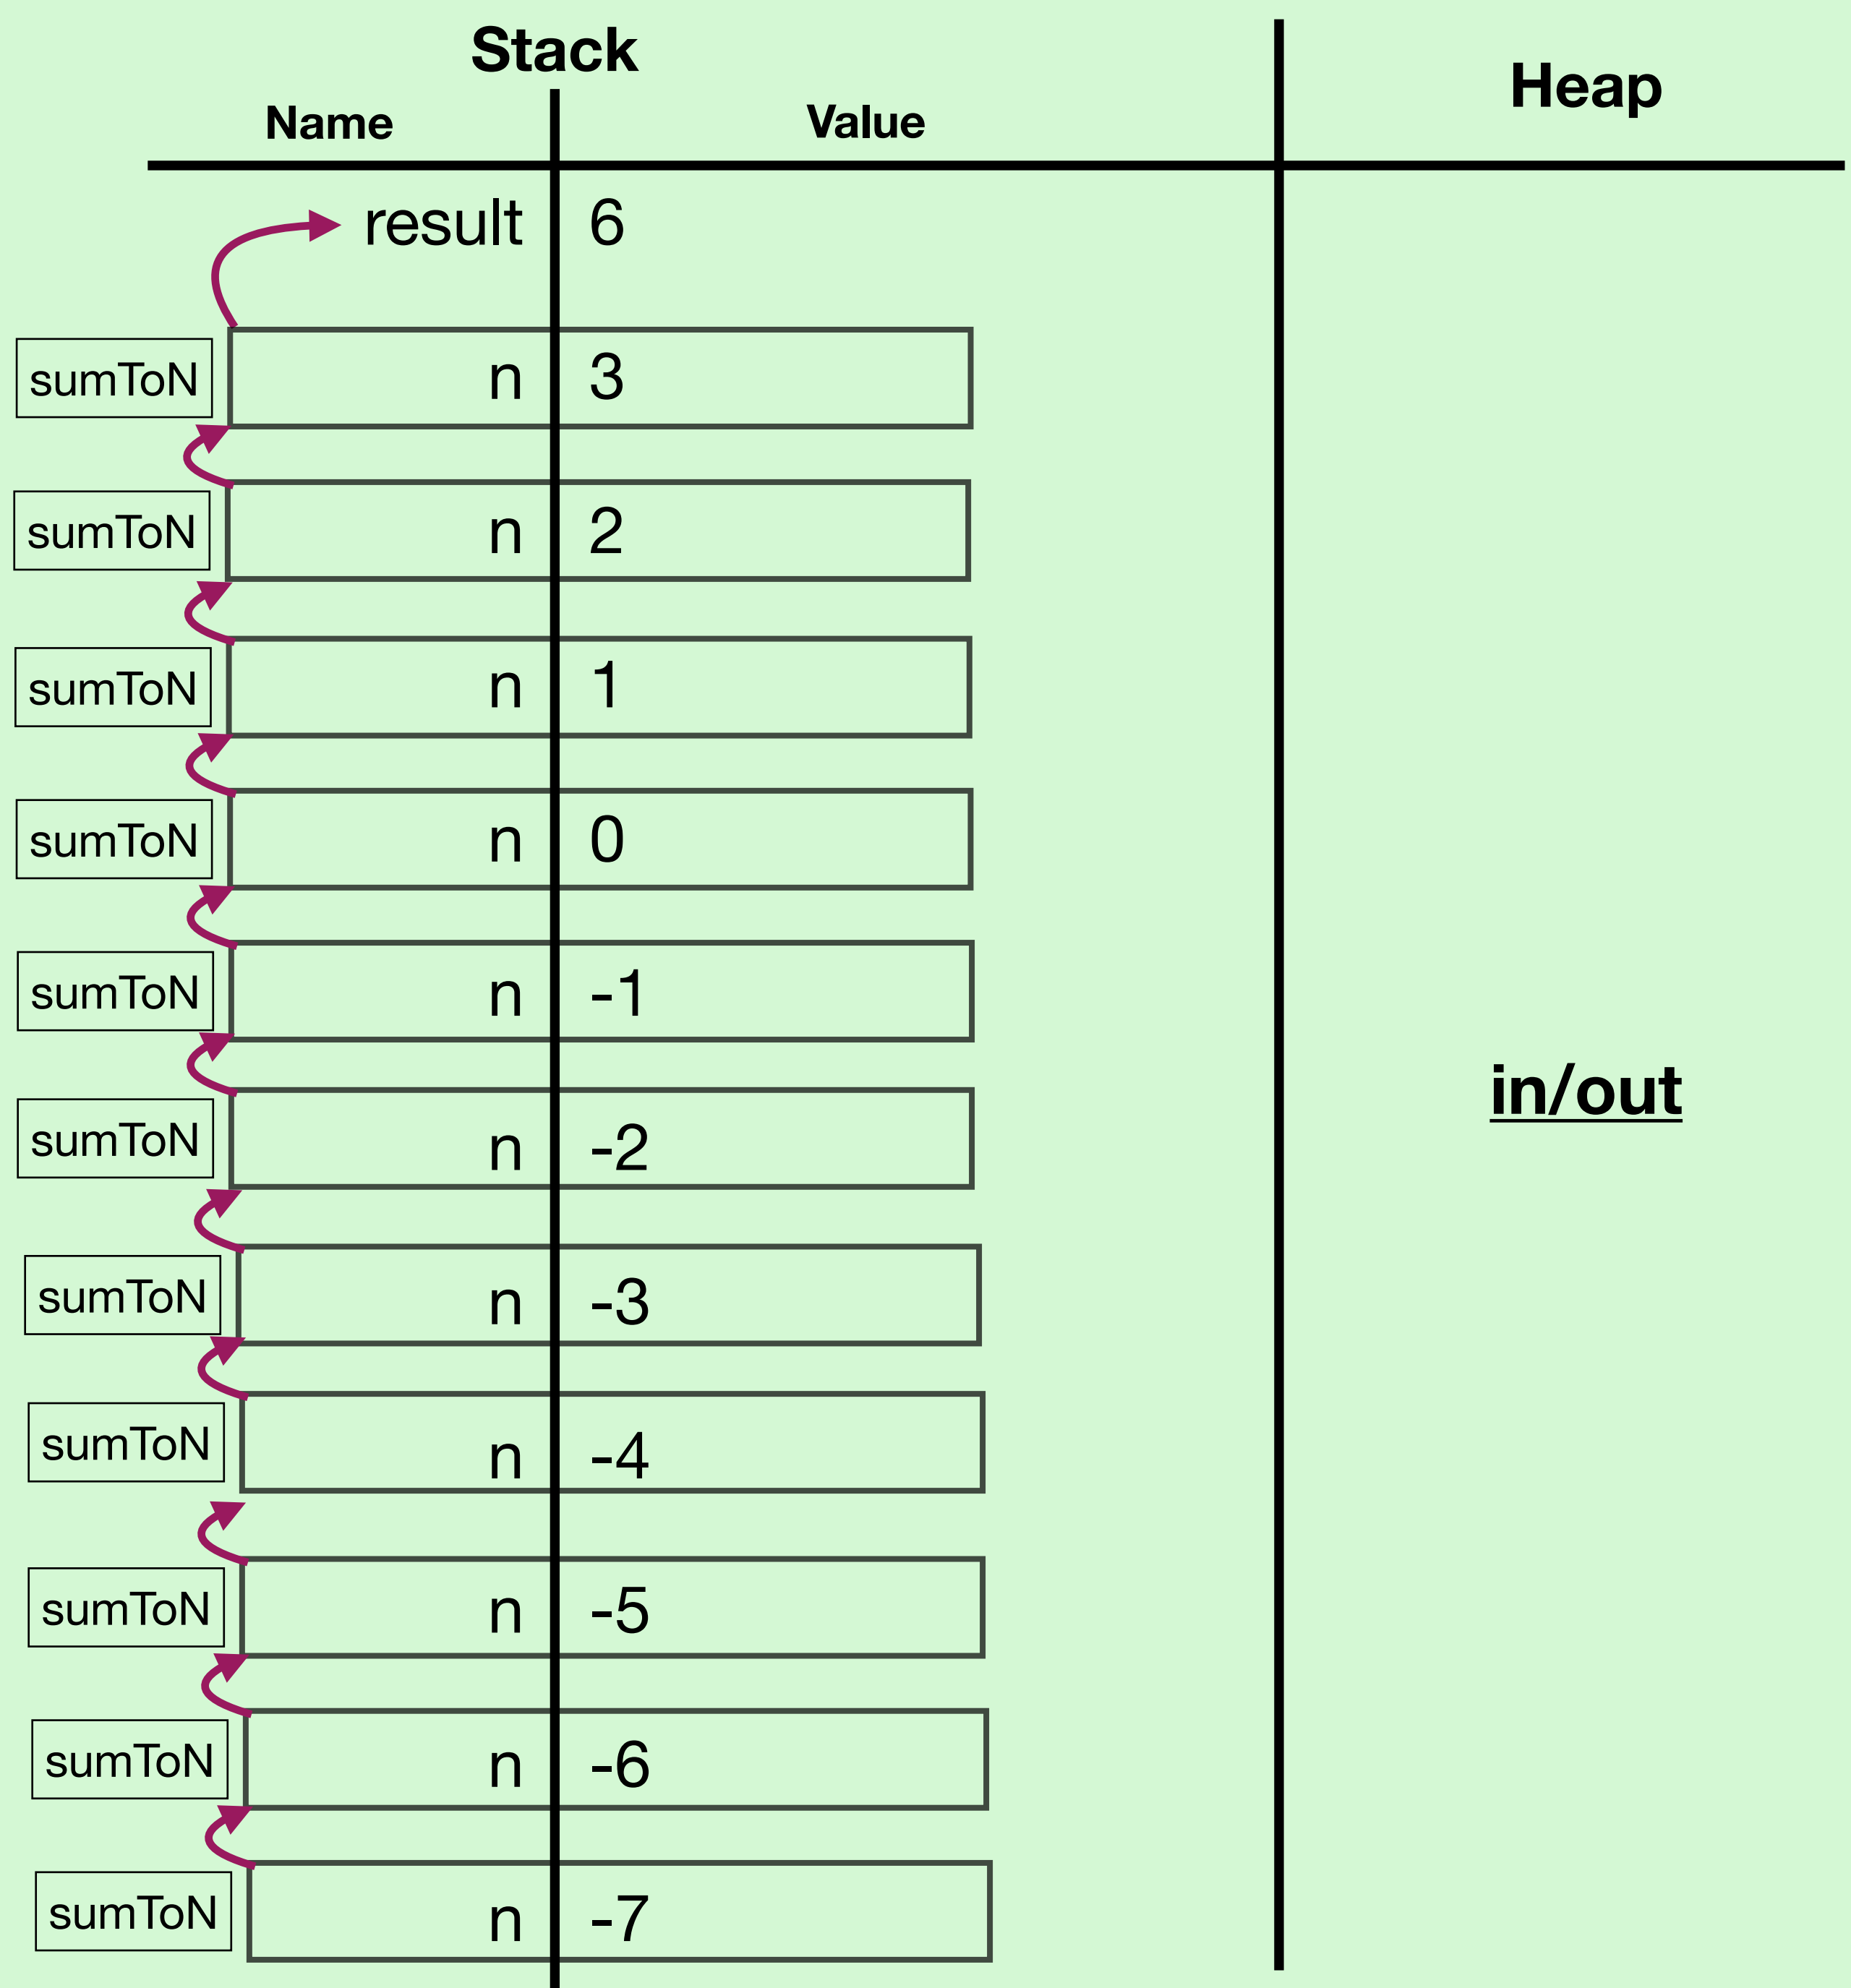 Stack
Heap
Name Value
result 6
sumToN n 3
sumToN n 2
sumToN n 1
sumToN n 0
sumToN n -1
in/out
sumToN n -2
sumToN n -3
sumToN n -4
sumToN n -5
sumToN n -6
sumToN n -7